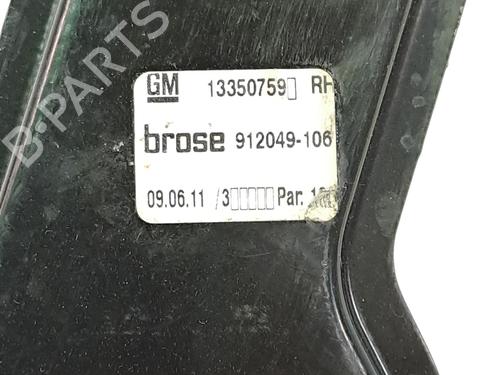 GM 13350759▯ RH
brose 912049-106
09.06.11 /3▯▯▯▯▯ Par.
B-PARTS